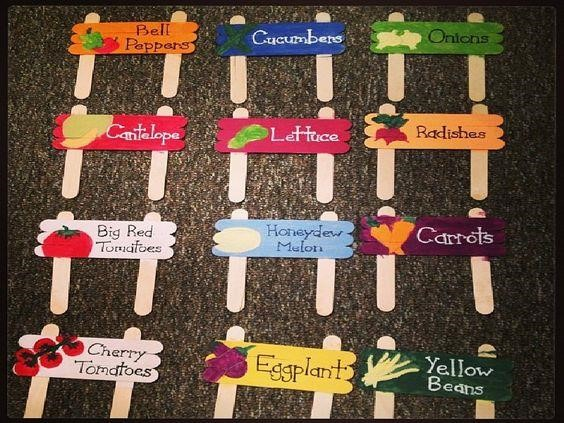 Bell
Peppers
Cucumbers
Onions
Cantelope
Lettuce
Radishes
Big Red
Tomatoes
Honeydew
Melon
Carrots
Cherry
Tomatoes
Eggplant
Yellow
Beans